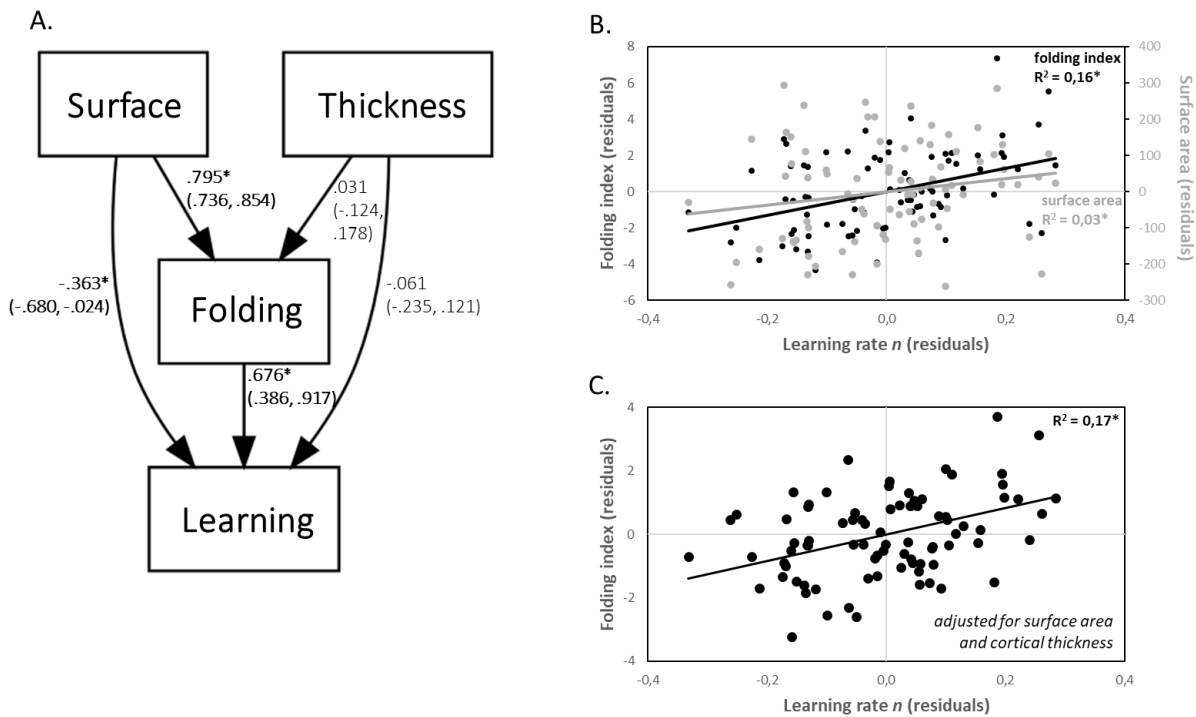 A.
Surface
Thickness
.795*
(.736, .854)
.031
(-.124,
.178)
-.363*
(-.680, -.024)
Folding
-.061
(-.235, .121)
.676*
(.386, .917)
Learning
B.
Folding index (residuals)
8
6
4
2
0
-2
-4
-6
folding index
R² = 0,16*
surface area
R² = 0,03*
400
300
200
100
0
-100
-200
-300
Surface area (residuals)
-0,4
-0,2
0,0
0,2
0,4
Learning rate n (residuals)
C.
Folding index (residuals)
4
2
0
-2
-4
R² = 0,17*
adjusted for surface area
and cortical thickness
-0,4
-0,2
0,0
0,2
0,4
Learning rate n (residuals)